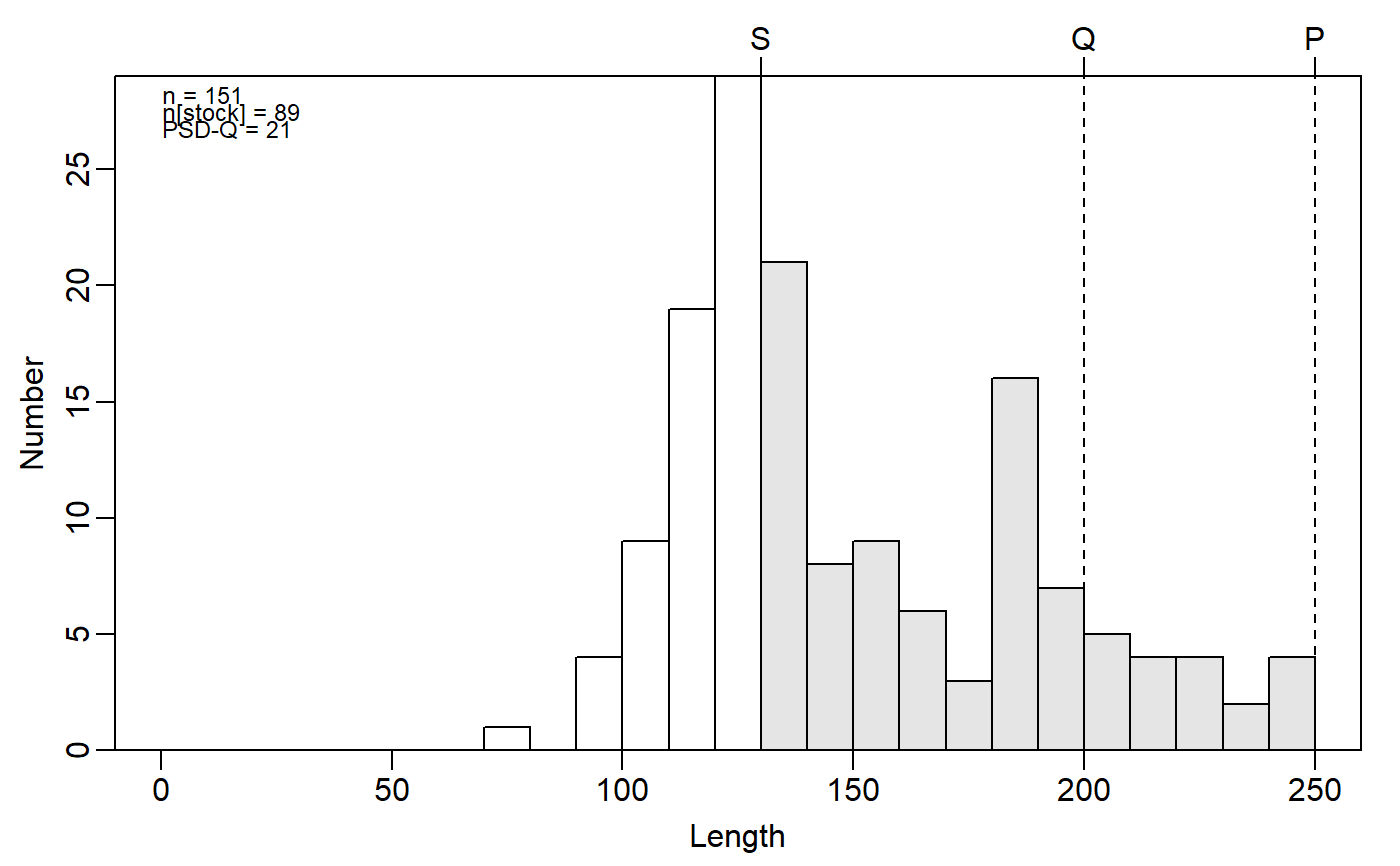 S Q P
n = 151
n[stock] = 89
PSD-Q = 21
25
20
15
10
5
0
Number
0 50 100 150 200 250
Length